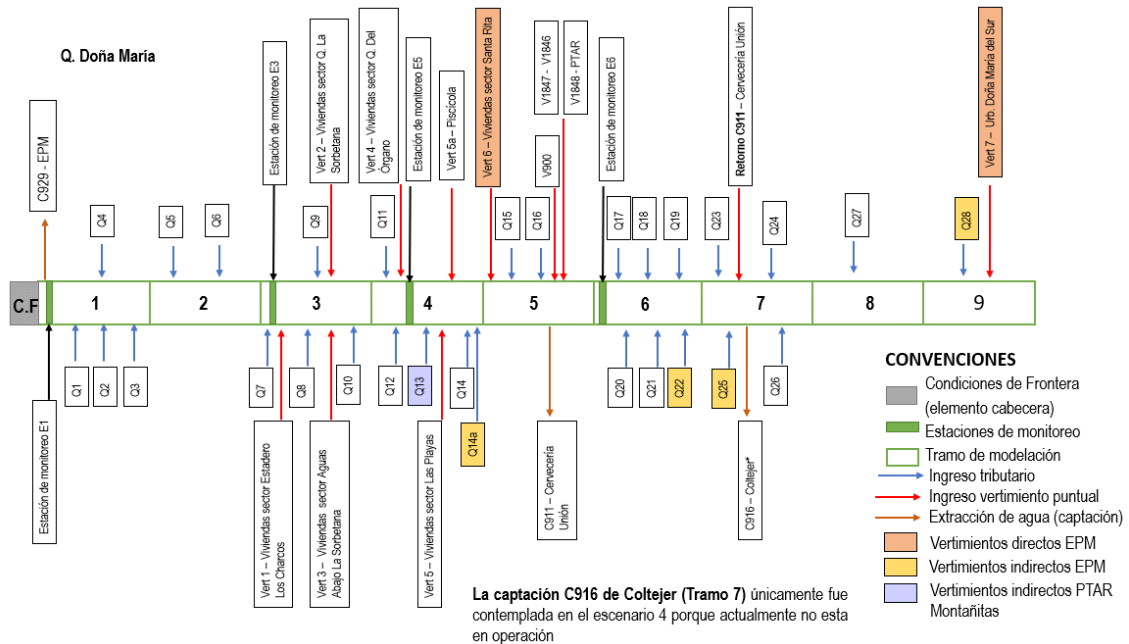 Q. Doña María
C929 - EPM
Estación de monitoreo E3
Vert 2 – Viviendas sector Q. La
Sorbetana
Vert 4 – Viviendas sector Q. Del
Órgano
Estación de monitoreo E5
Vert 5a – Piscícola
Vert 6 – Viviendas sector Santa Rita
V900
V1847 - V1846
V1848 - PTAR
Estación de monitoreo E6
Retorno C911 – Cervecería Unión
Vert 7 – Urb. Doña María del Sur
Q4
Q5
Q6
Q9
Q11
Q15
Q16
Q17
Q18
Q19
Q23
Q24
Q27
Q28
C.F
1
2
3
4
5
6
7
8
9
Q1
Q2
Q3
Q7
Q8
Q10
Q12
Q13
Q14
Q14a
Q20
Q21
Q22
Q25
Q26
Estación de monitoreo E1
Vert 1 – Viviendas sector Estadero
Los Charcos
Vert 3 – Viviendas sector Aguas
Abajo La Sorbetana
Vert 5 – Viviendas sector Las Playas
C911 – Cervecería
Unión
C916 – Coltejer*
La captación C916 de Coltejer (Tramo 7) únicamente fue
contemplada en el escenario 4 porque actualmente no esta
en operación
CONVENCIONES
Condiciones de Frontera
(elemento cabecera)
Estaciones de monitoreo
Tramo de modelación
Ingreso tributario
Ingreso vertimiento puntual
Extracción de agua (captación)
Vertimientos directos EPM
Vertimientos indirectos EPM
Vertimientos indirectos PTAR
Montañitas